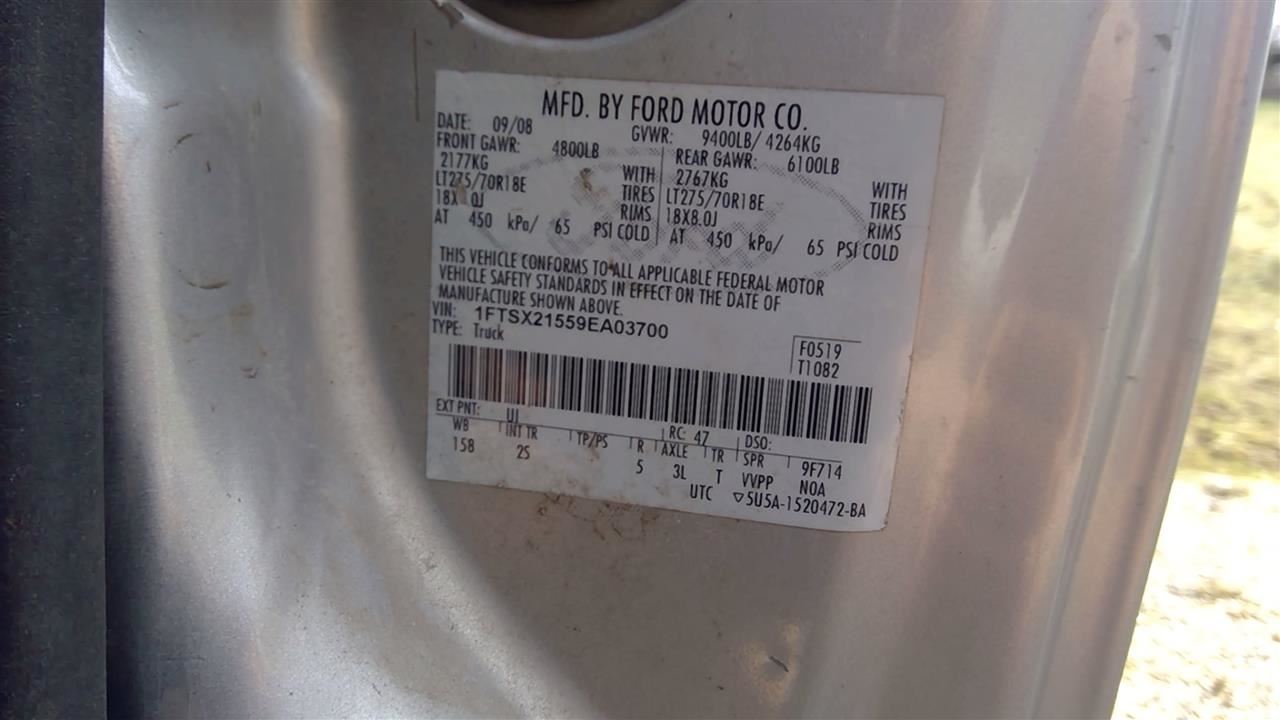 MFD. BY FORD MOTOR CO.
DATE: 09/08 GVWR: 9400LB/ 4264KG
FRONT GAWR: 4800LB REAR GAWR: 6100LB
2177KG WITH 2767KG WITH
LT275/70R18E TIRES LT275/70R18E TIRES
RIMS 18X8.0J RIMS
AT 450 kPa/ 65 PSI COLD AT 450 kPa/ 65 PSI COLD
THIS VEHICLE CONFORMS TO ALL APPLICABLE FEDERAL MOTOR
VEHICLE SAFETY STANDARDS IN EFFECT ON THE DATE OF
MANUFACTURE SHOWN ABOVE.
VIN: 1FTSX21559EA03700
TYPE: Truck
F0519
T1082
EXT PNT: UJ RC: 47 DSO:
WB INT TR TP/PS R AXLE TR SPR 9F714
158 2S 5 3L T VVPP NOA
UTC ▽5U5A-1520472-BA